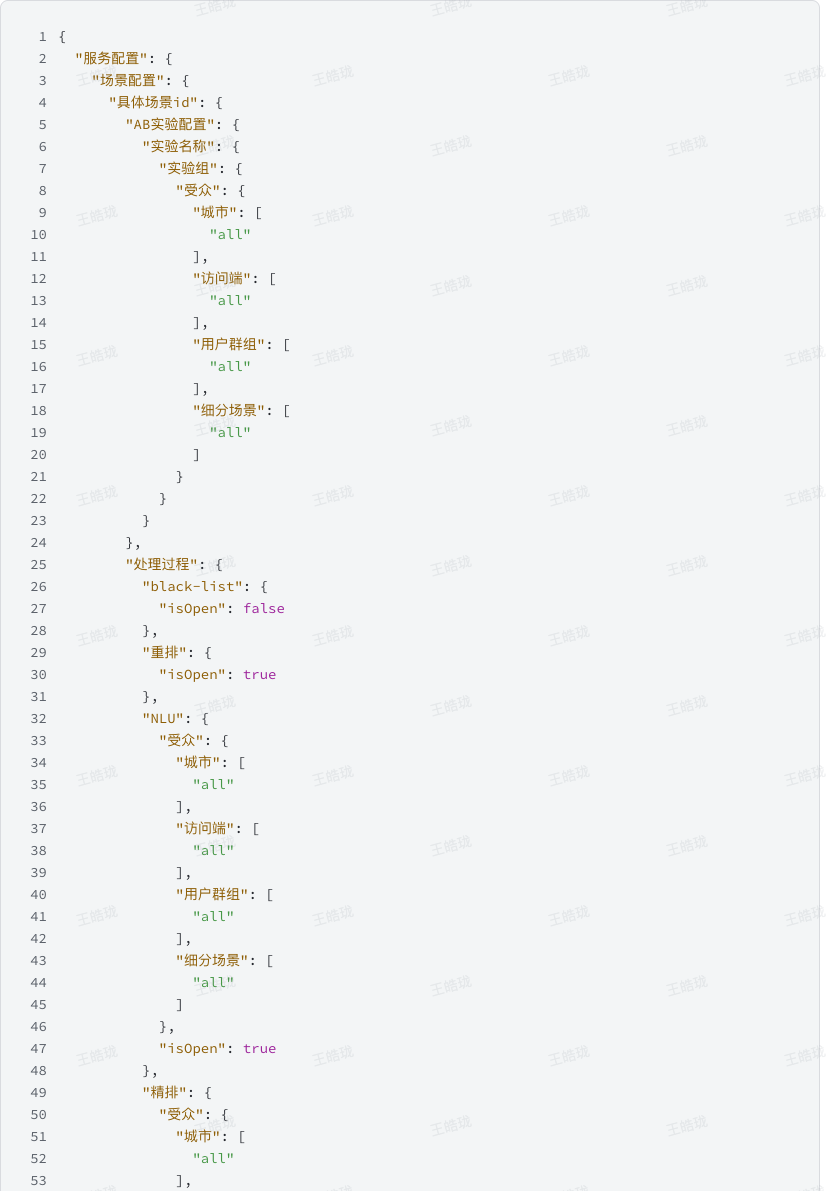 1 {
2 "服务配置": {
3 "场景配置": {
4 "具体场景id": {
5 "AB实验配置": {
6 "实验名称": {
7 "实验组": {
8 "受众": {
9 "城市": [
10 "all"
11 ],
12 "访问端": [
13 "all"
14 ],
15 "用户群组": [
16 "all"
17 ],
18 "细分场景": [
19 "all"
20 ]
21 }
22 }
23 }
24 },
25 "处理过程": {
26 "black-list": {
27 "isOpen": false
28 },
29 "重排": {
30 "isOpen": true
31 },
32 "NLU": {
33 "受众": {
34 "城市": [
35 "all"
36 ],
37 "访问端": [
38 "all"
39 ],
40 "用户群组": [
41 "all"
42 ],
43 "细分场景": [
44 "all"
45 ]
46 },
47 "isOpen": true
48 },
49 "精排": {
50 "受众": {
51 "城市": [
52 "all"
53 ],
王皓珑